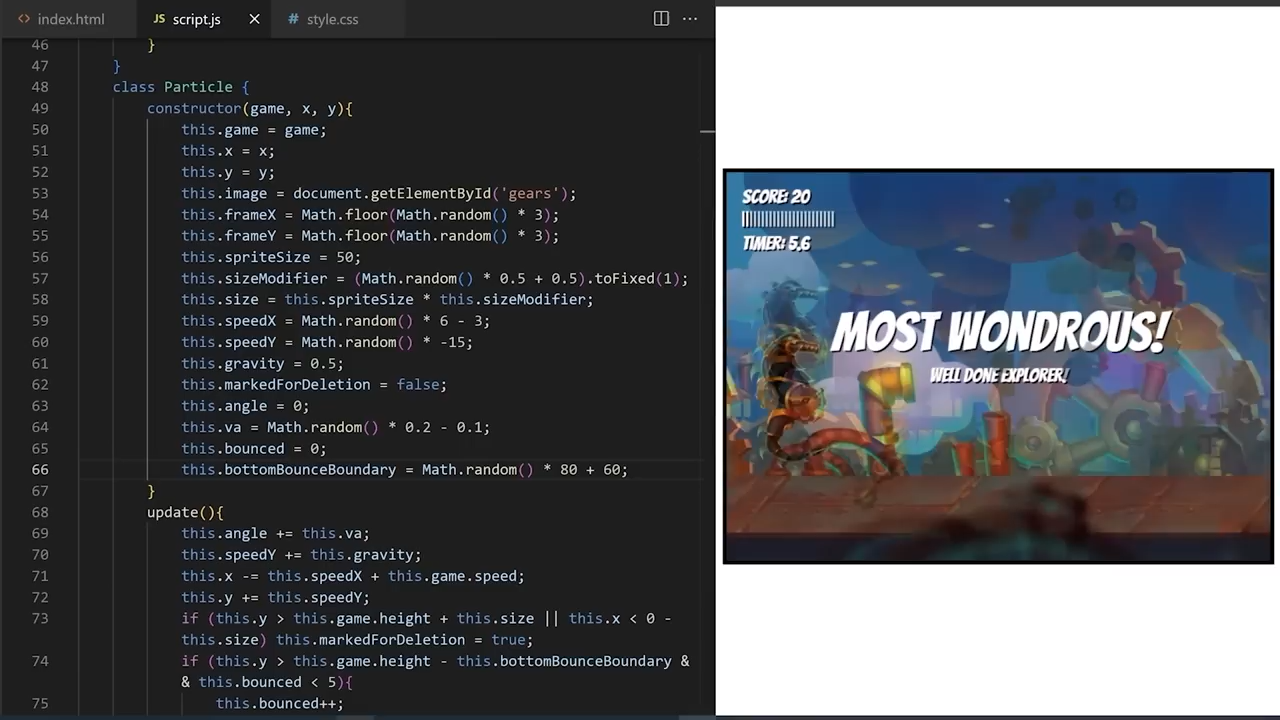 <> index.html
JS script.js
# style.css
46 }
47 }
48 class Particle {
49 constructor(game, x, y){
50 this.game = game;
51 this.x = x;
52 this.y = y;
53 this.image = document.getElementById('gears');
54 this.frameX = Math.floor(Math.random() * 3);
55 this.frameY = Math.floor(Math.random() * 3);
56 this.spriteSize = 50;
57 this.sizeModifier = (Math.random() * 0.5 + 0.5).toFixed(1);
58 this.size = this.spriteSize * this.sizeModifier;
59 this.speedX = Math.random() * 6 - 3;
60 this.speedY = Math.random() * -15;
61 this.gravity = 0.5;
62 this.markedForDeletion = false;
63 this.angle = 0;
64 this.va = Math.random() * 0.2 - 0.1;
65 this.bounced = 0;
66 this.bottomBounceBoundary = Math.random() * 80 + 60;
67 }
68 update(){
69 this.angle += this.va;
70 this.speedY += this.gravity;
71 this.x -= this.speedX + this.game.speed;
72 this.y += this.speedY;
73 if (this.y > this.game.height + this.size || this.x < 0 -
this.size) this.markedForDeletion = true;
74 if (this.y > this.game.height - this.bottomBounceBoundary &
& this.bounced < 5){
75 this.bounced++;
SCORE: 20
TIMER: 5.6
MOST WONDROUS!
WELL DONE EXPLORER!